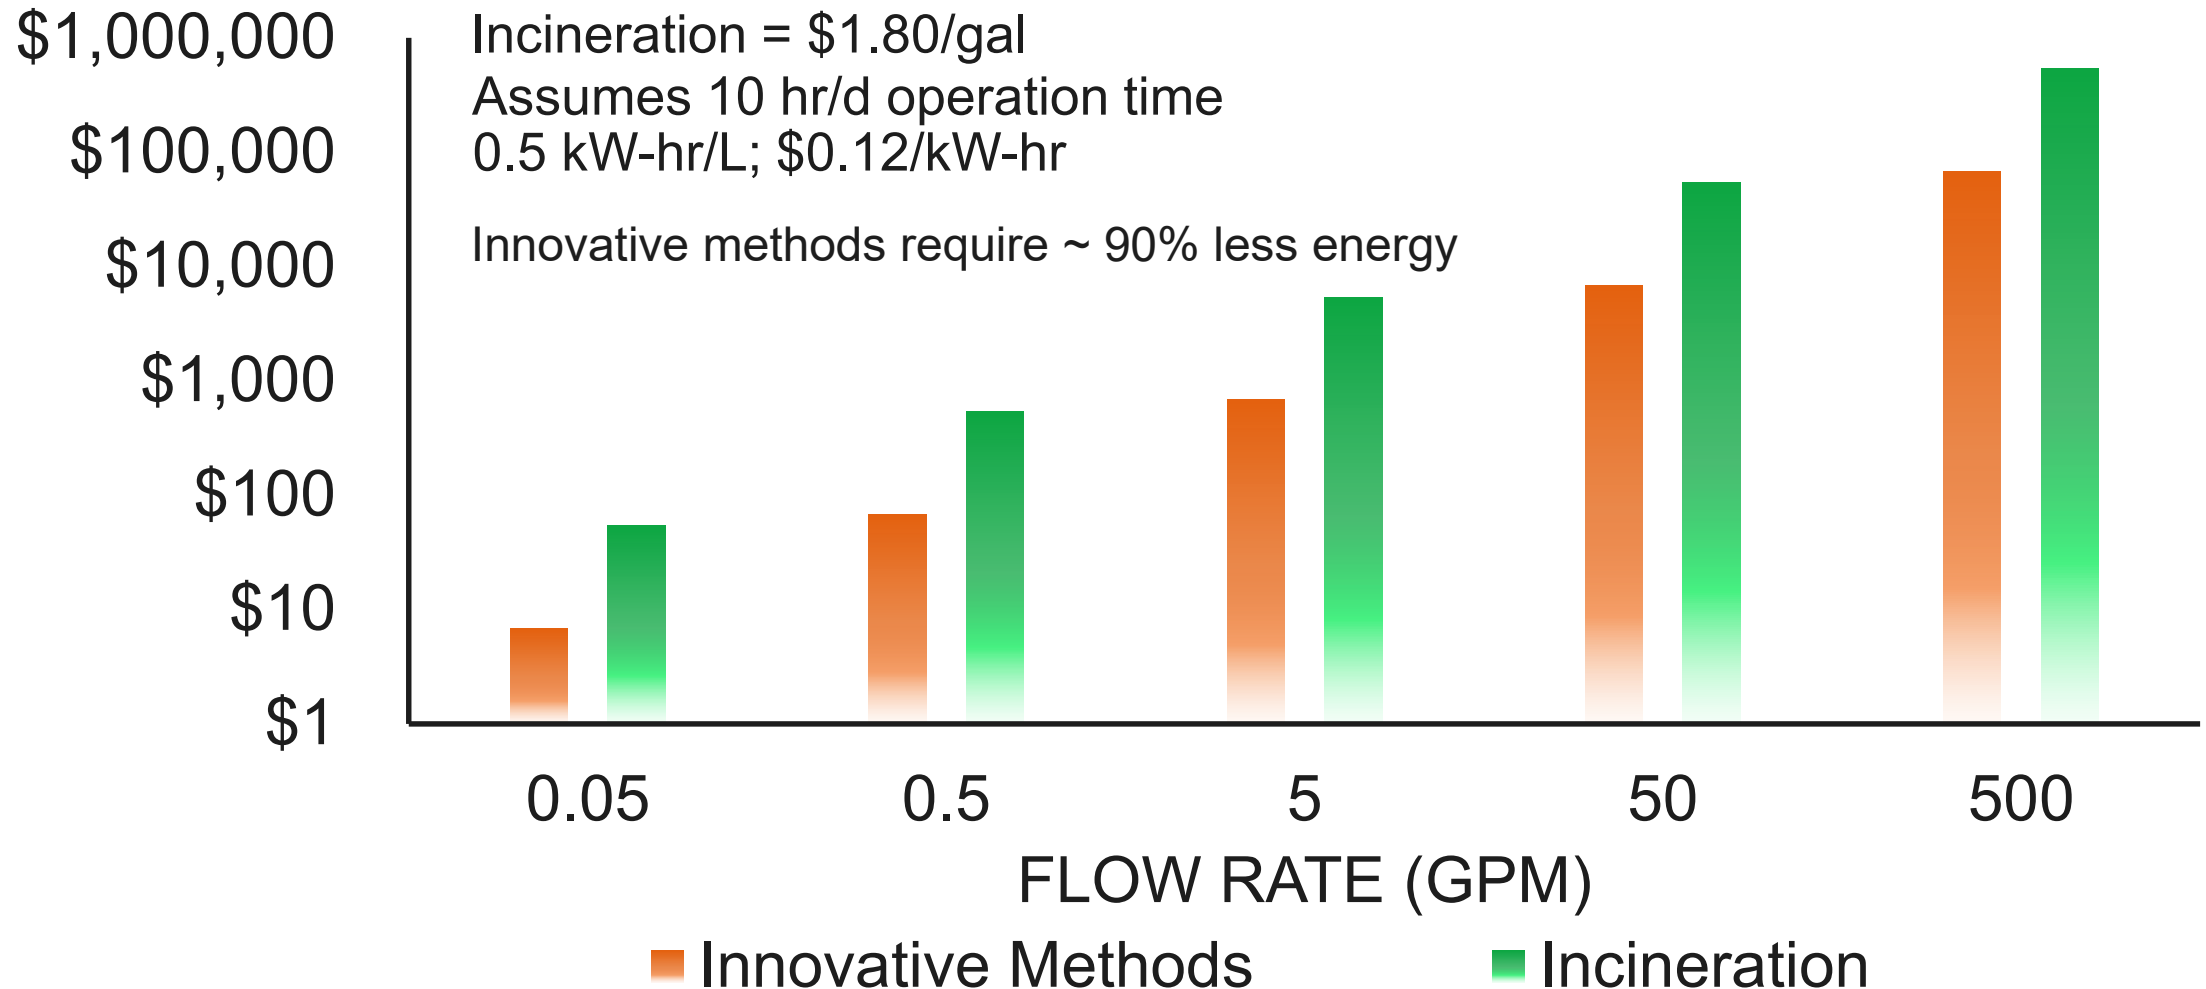 $1,000,000
$100,000
$10,000
$1,000
$100
$10
$1
Incineration = $1.80/gal
Assumes 10 hr/d operation time
0.5 kW-hr/L; $0.12/kW-hr
Innovative methods require ~ 90% less energy
0.05 0.5 5 50 500
FLOW RATE (GPM)
Innovative Methods Incineration